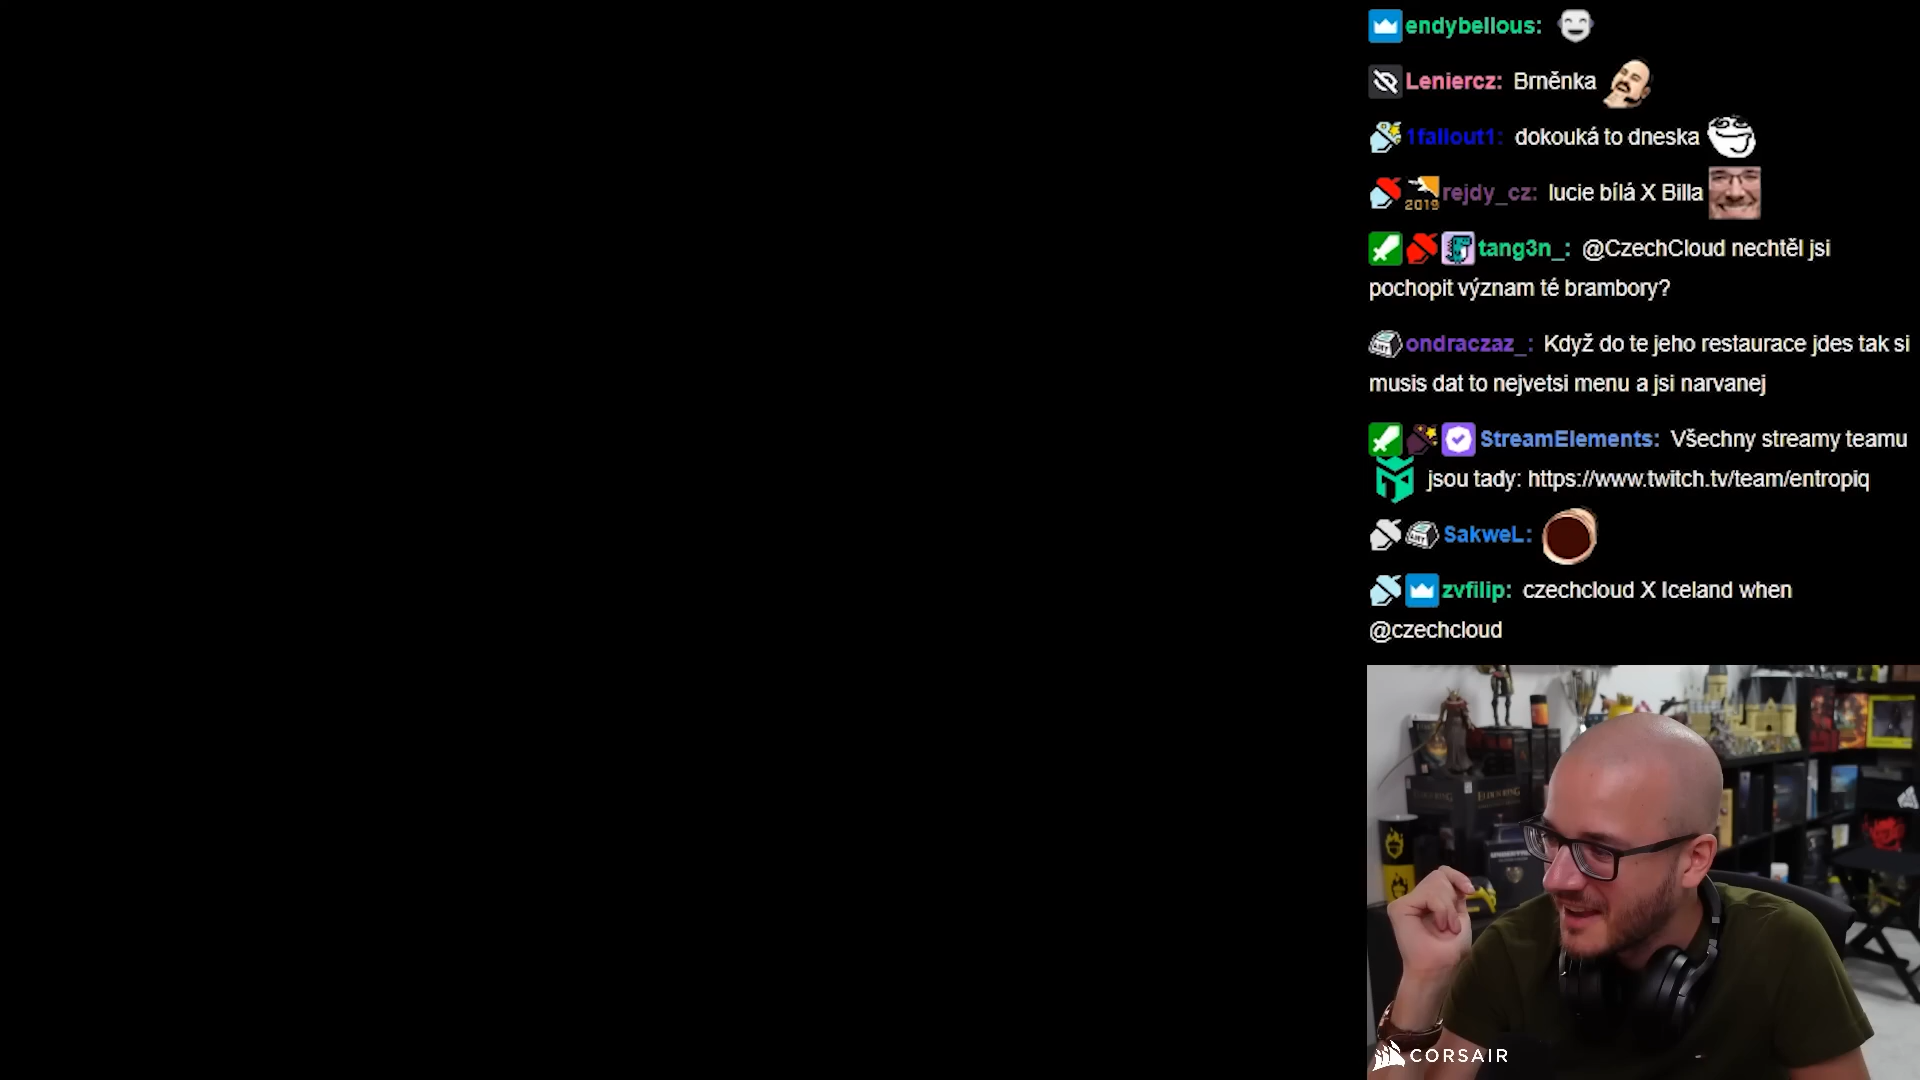 endybellous:
Leniercz: Brněnka
1fallout1: dokouká to dneska
2019 rejdy_cz: lucie bílá X Billa
tang3n_: @CzechCloud nechtěl jsi
pochopit význam té brambory?
ondraczaz_: Když do te jeho restaurace jdes tak si
musis dat to nejvetsi menu a jsi narvanej
StreamElements: Všechny streamy teamu
jsou tady: https://www.twitch.tv/team/entropiq
SakweL:
zvfilip: czechcloud X Iceland when
@czechcloud
ELDEN RING
CORSAIR